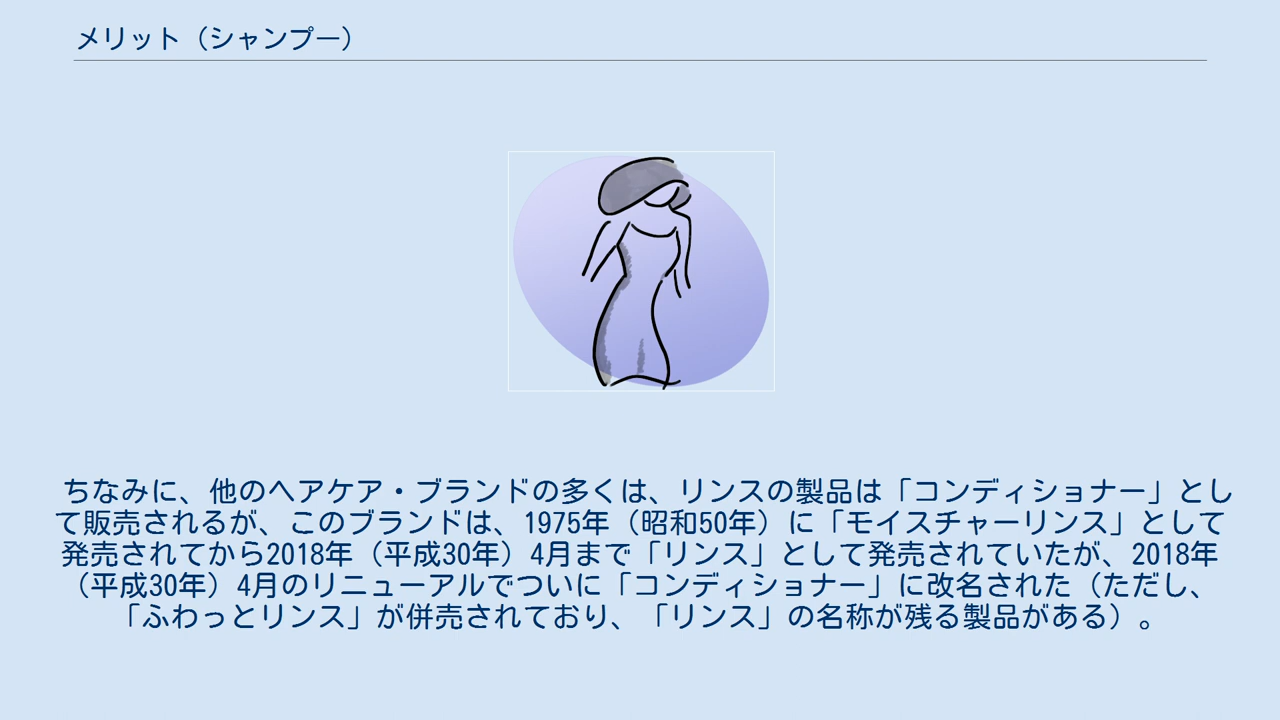 メリット（シャンプー）
ちなみに、他のヘアケア・ブランドの多くは、リンスの製品は「コンディショナー」とし
て販売されるが、このブランドは、1975年（昭和50年）に「モイスチャーリンス」として
発売されてから2018年（平成30年）4月まで「リンス」として発売されていたが、2018年
（平成30年）4月のリニューアルでついに「コンディショナー」に改名された（ただし、
「ふわっとリンス」が併売されており、「リンス」の名称が残る製品がある）。